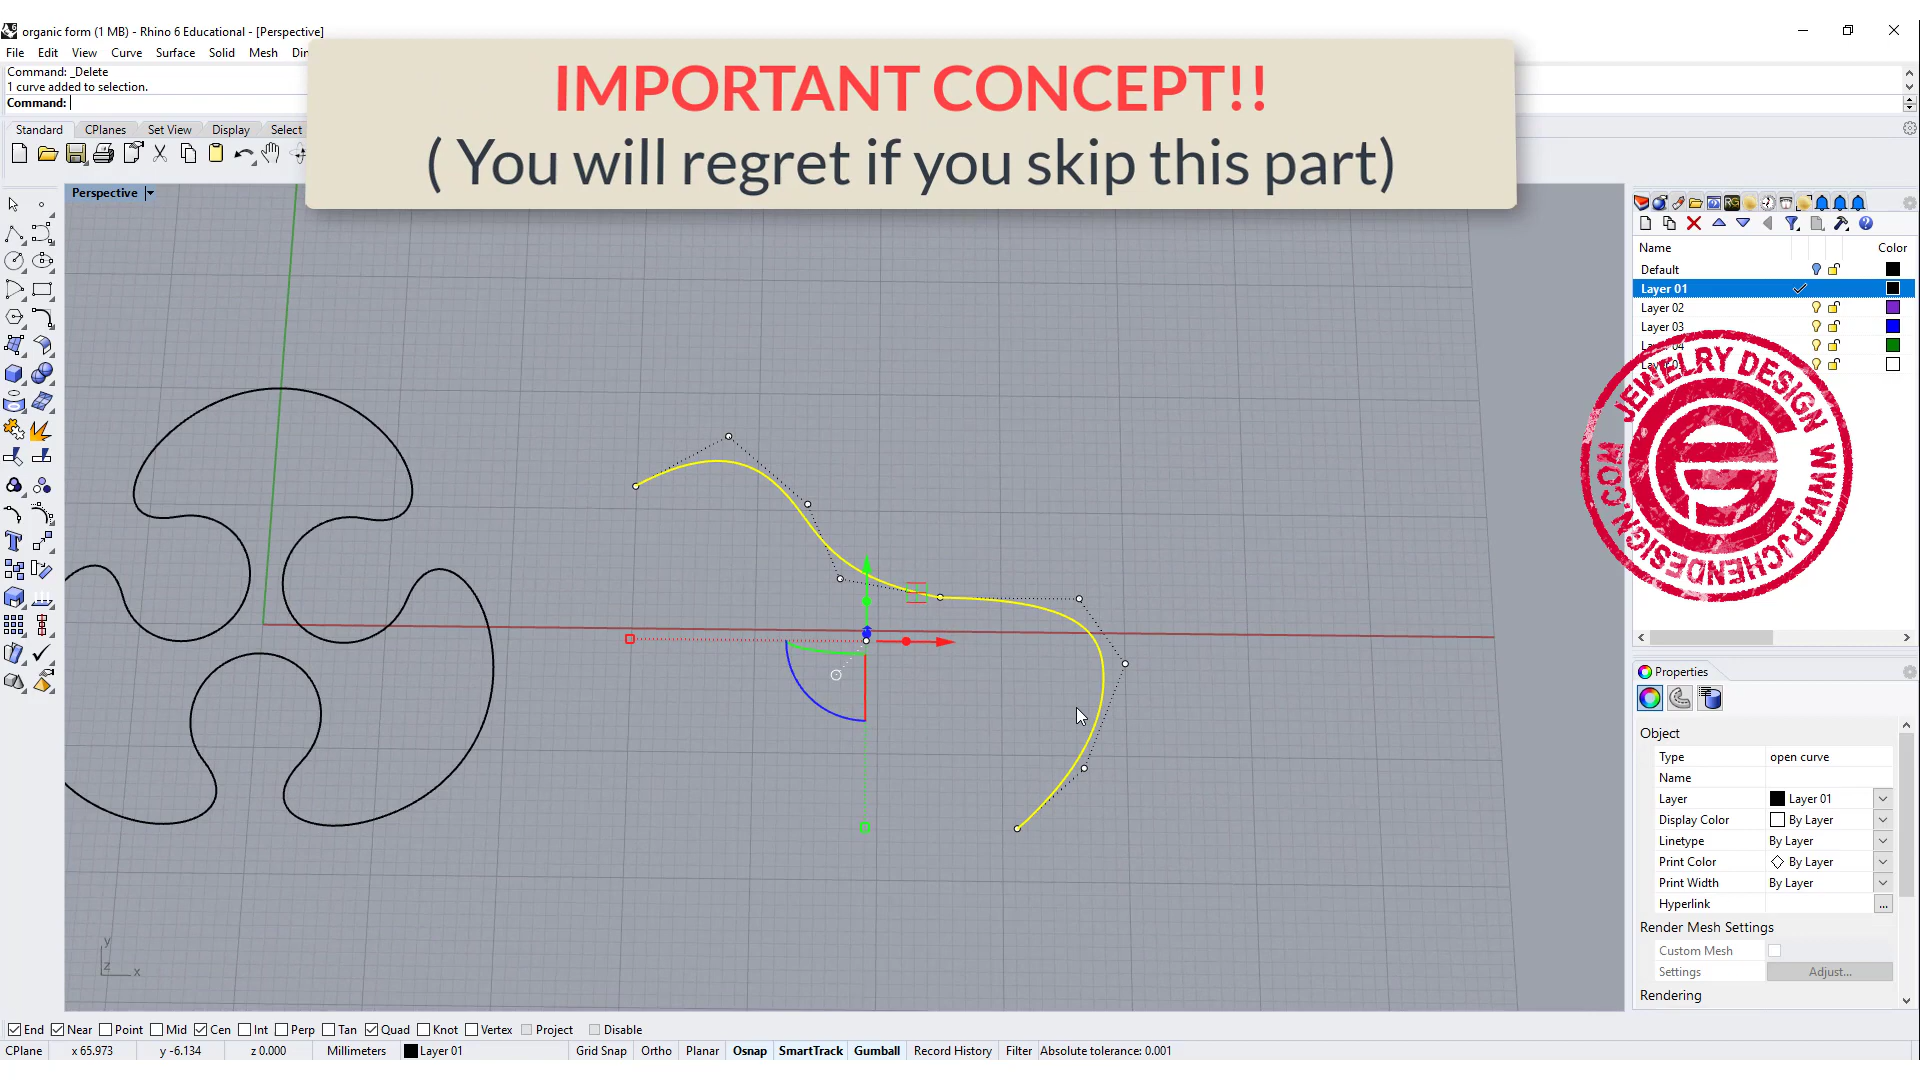 organic form (1 MB) - Rhino 6 Educational - [Perspective]
File Edit View Curve Surface Solid Mesh
IMPORTANT CONCEPT!!
( You will regret if you skip this part)
Command: _Delete
1 curve added to selection.
Command:
Standard CPlanes Set View Display Select
Perspective
Name Color
Default
Layer 01
Layer 02
Layer 03
JEWELRY DESIGN WWW.PJCHENDESIGN.COM
Properties
Object
Type open curve
Name
Layer Layer 01
Display Color By Layer
Linetype By Layer
Print Color By Layer
Print Width By Layer
Hyperlink ...
Render Mesh Settings
Custom Mesh
Settings Adjust...
Rendering
y
z x
End Near Point Mid Cen Int Perp Tan Quad Knot Vertex Project Disable
CPlane x 65.973 y -6.134 z 0.000 Millimeters Layer 01 Grid Snap Ortho Planar Osnap SmartTrack Gumball Record History Filter Absolute tolerance: 0.001